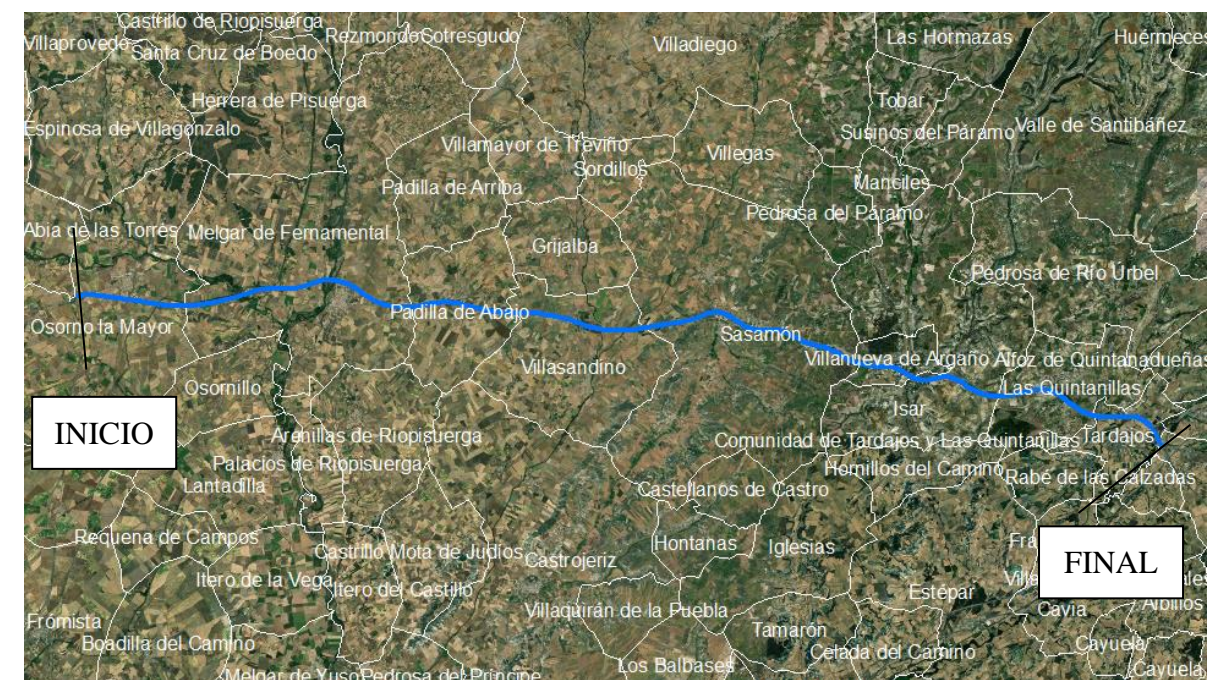 Castrillo de Riopisuerga
Villaprovedo
Rezmondo
Sotresgudo
Villadiego
Las Hormazas
Huérmeces
Santa Cruz de Boedo
Herrera de Pisuerga
Tobar
Espinosa de Villagonzalo
Susinos del Páramo
Valle de Santibáñez
Villamayor de Treviño
Villegas
Sordillos
Padilla de Arriba
Manciles
Pedrosa del Páramo
Abia de las Torres
Melgar de Fernamental
Grijalba
Pedrosa de Río Úrbel
Padilla de Abajo
Osorno la Mayor
Sasamón
Villanueva de Argaño
Alfoz de Quintanadueñas
Villasandino
Osornillo
Las Quintanillas
Isar
INICIO
Arenillas de Riopisuerga
Comunidad de Tardajos y Las Quintanillas
Tardajos
Palacios de Riopisuerga
Hornillos del Camino
Rabé de las Calzadas
Lantadilla
Castellanos de Castro
Requena de Campos
Hontanas
Iglesias
Fra
Castrillo Mota de Judíos
Castrojeriz
FINAL
Itero de la Vega
Itero del Castillo
Estépar
Villaquirán de la Puebla
Cavia
Albillos
Frómista
Tamarón
Boadilla del Camino
Celada del Camino
Cayuela
Los Balbases
Cayuela
Melgar de Yuso
Pedrosa del Príncipe